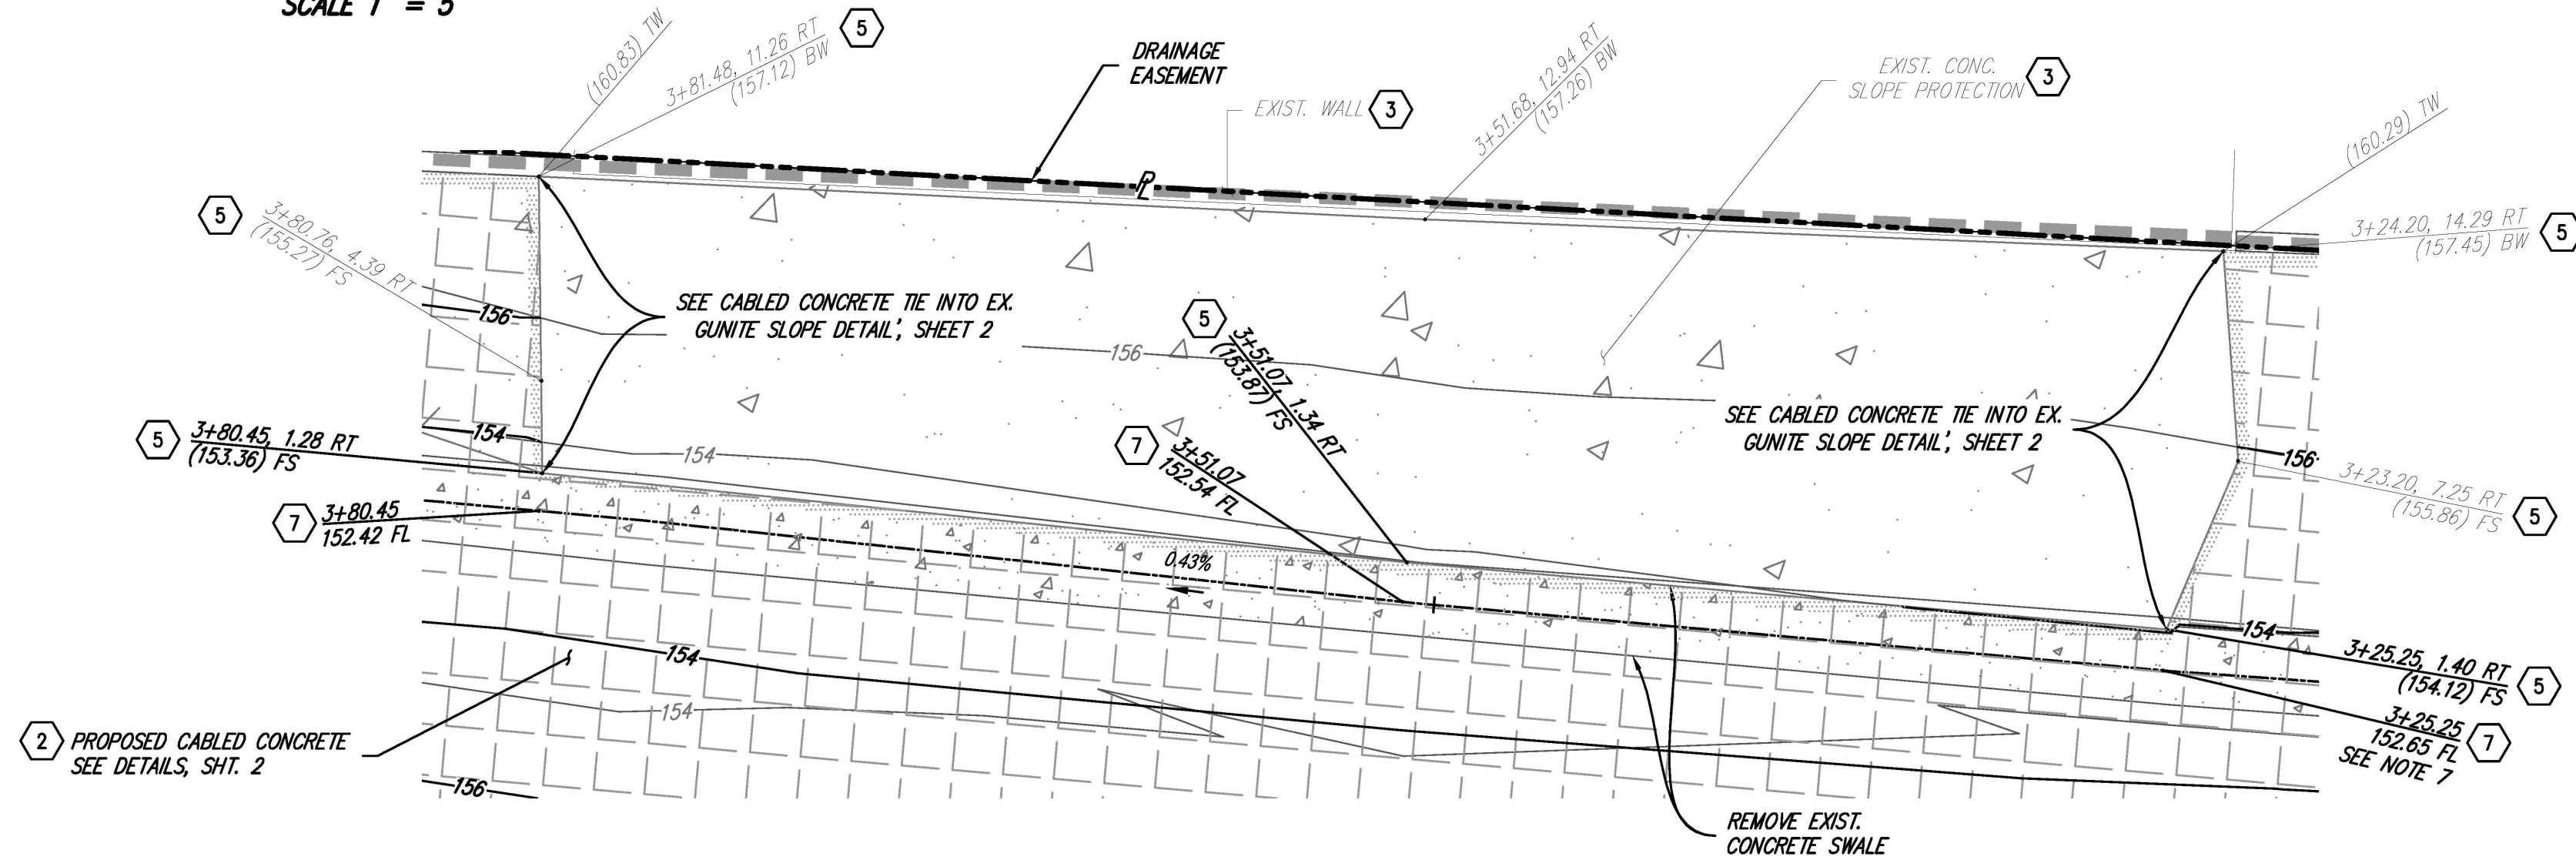 SCALE 1" = 5'
(160.83) TW
3+81.48, 11.26 RT
(157.12) BW
5
DRAINAGE
EASEMENT
EXIST. WALL
3
3+51.68, 12.94 RT
(157.26) BW
EXIST. CONC.
SLOPE PROTECTION
3
(160.29) TW
3+24.20, 14.29 RT
(157.45) BW
5
PL
5
3+80.76, 4.39 RT
(155.27) FS
156
SEE CABLED CONCRETE TIE INTO EX.
GUNITE SLOPE DETAIL', SHEET 2
5
3+51.07, 1.34 RT
(153.87) FS
156
SEE CABLED CONCRETE TIE INTO EX.
GUNITE SLOPE DETAIL', SHEET 2
156
3+23.20, 7.25 RT
(155.86) FS
5
5
3+80.45, 1.28 RT
(153.36) FS
154
154
7
3+51.07
152.54 FL
7
3+80.45
152.42 FL
0.43%
154
154
154
3+25.25, 1.40 RT
(154.12) FS
5
3+25.25
152.65 FL
SEE NOTE 7
7
2
PROPOSED CABLED CONCRETE
SEE DETAILS, SHT. 2
156
REMOVE EXIST.
CONCRETE SWALE